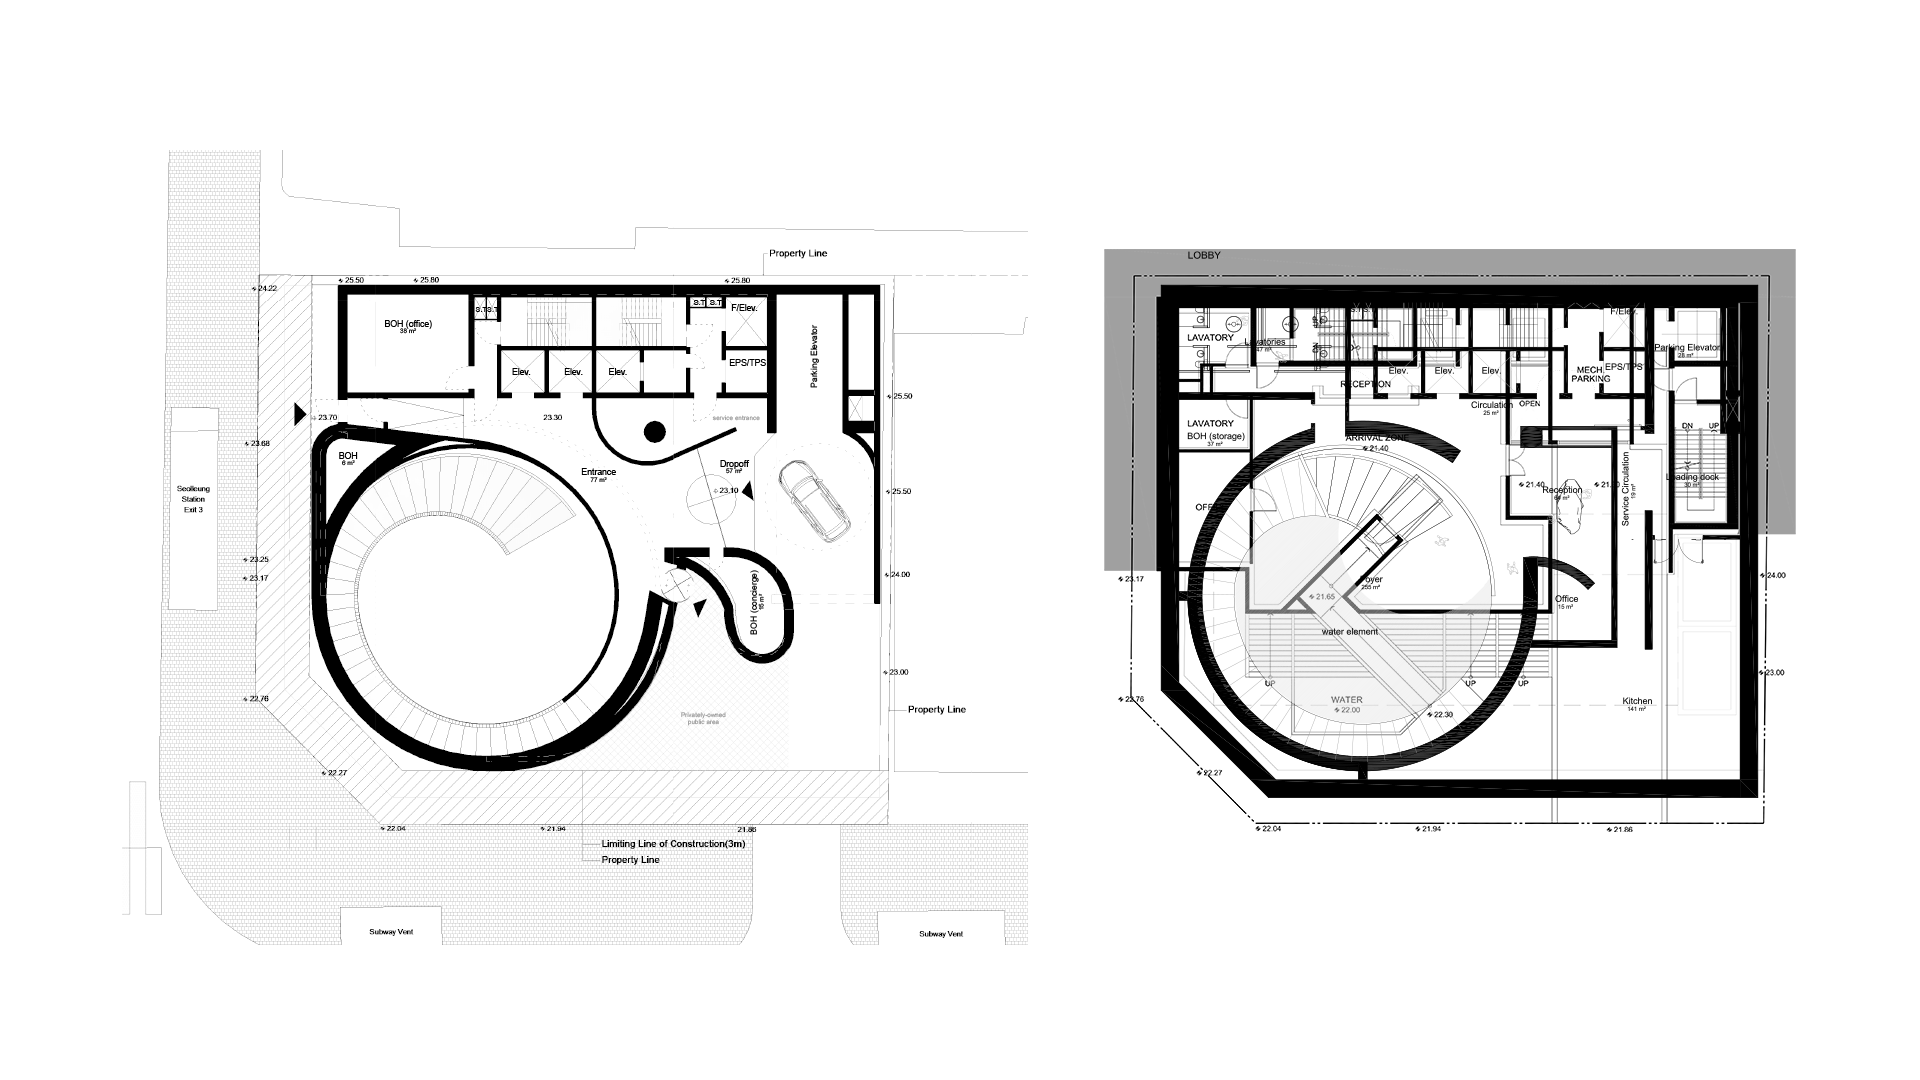 Property Line
25.50
25.80
25.80
24.22
BOH (office)
38 m²
S.T
S.T
S.T
S.T
F/Elev.
EPS/TPS
Elev.
Elev.
Elev.
Parking Elevator
23.70
23.30
service entrance
25.50
23.68
BOH
6 m²
Entrance
77 m²
Dropoff
57 m²
23.10
25.50
Seolleung
Station
Exit 3
23.25
23.17
24.00
BOH (concierge)
15 m²
23.00
22.76
Property Line
Privately-owned
public area
22.27
22.04
21.94
21.86
Limiting Line of Construction(3m)
Property Line
Subway Vent
Subway Vent
LOBBY
LAVATORY
Lavatories
47 m²
F/Elev.
Parking Elevator
28 m²
Elev.
Elev.
Elev.
MECH.
PARKING
EPS/TPS
RECEPTION
Circulation
25 m²
OPEN
LAVATORY
BOH (storage)
37 m²
ARRIVAL ZONE
21.40
DN
UP
Service Circulation
19 m²
Loading dock
30 m²
21.40
Reception
OFF
Foyer
255 m²
21.65
Office
15 m²
23.17
24.00
water element
UP
UP
UP
WATER
22.00
22.30
Kitchen
141 m²
23.00
22.76
22.27
22.04
21.94
21.86